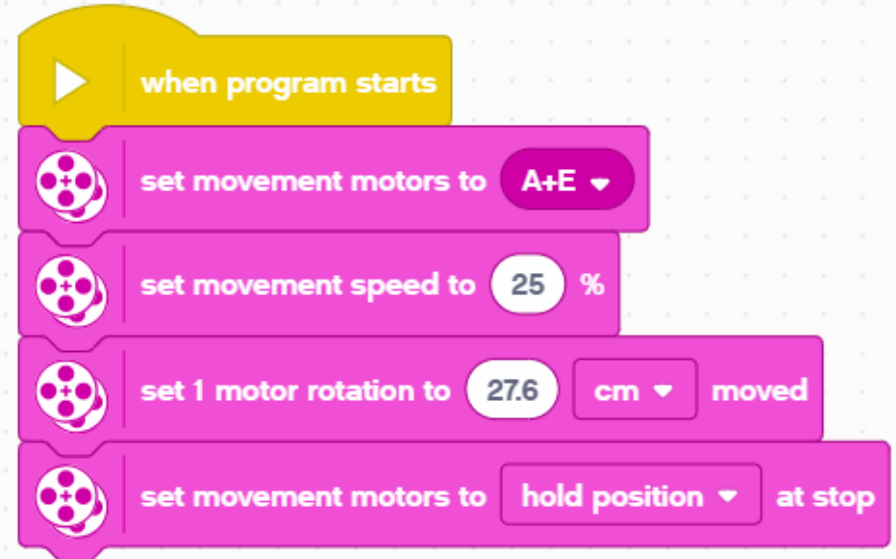 when program starts
set movement motors to A+E
set movement speed to 25 %
set 1 motor rotation to 27.6 cm moved
set movement motors to hold position at stop